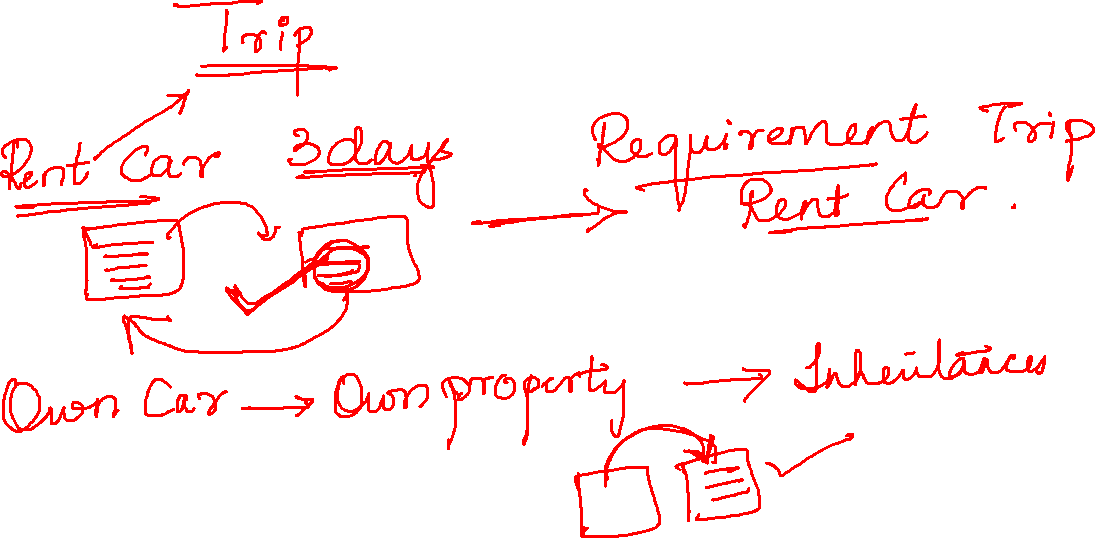 Trip
Rent Car 3days
Requirement Trip
Rent Car.
Own Car → Own property → Inheritances